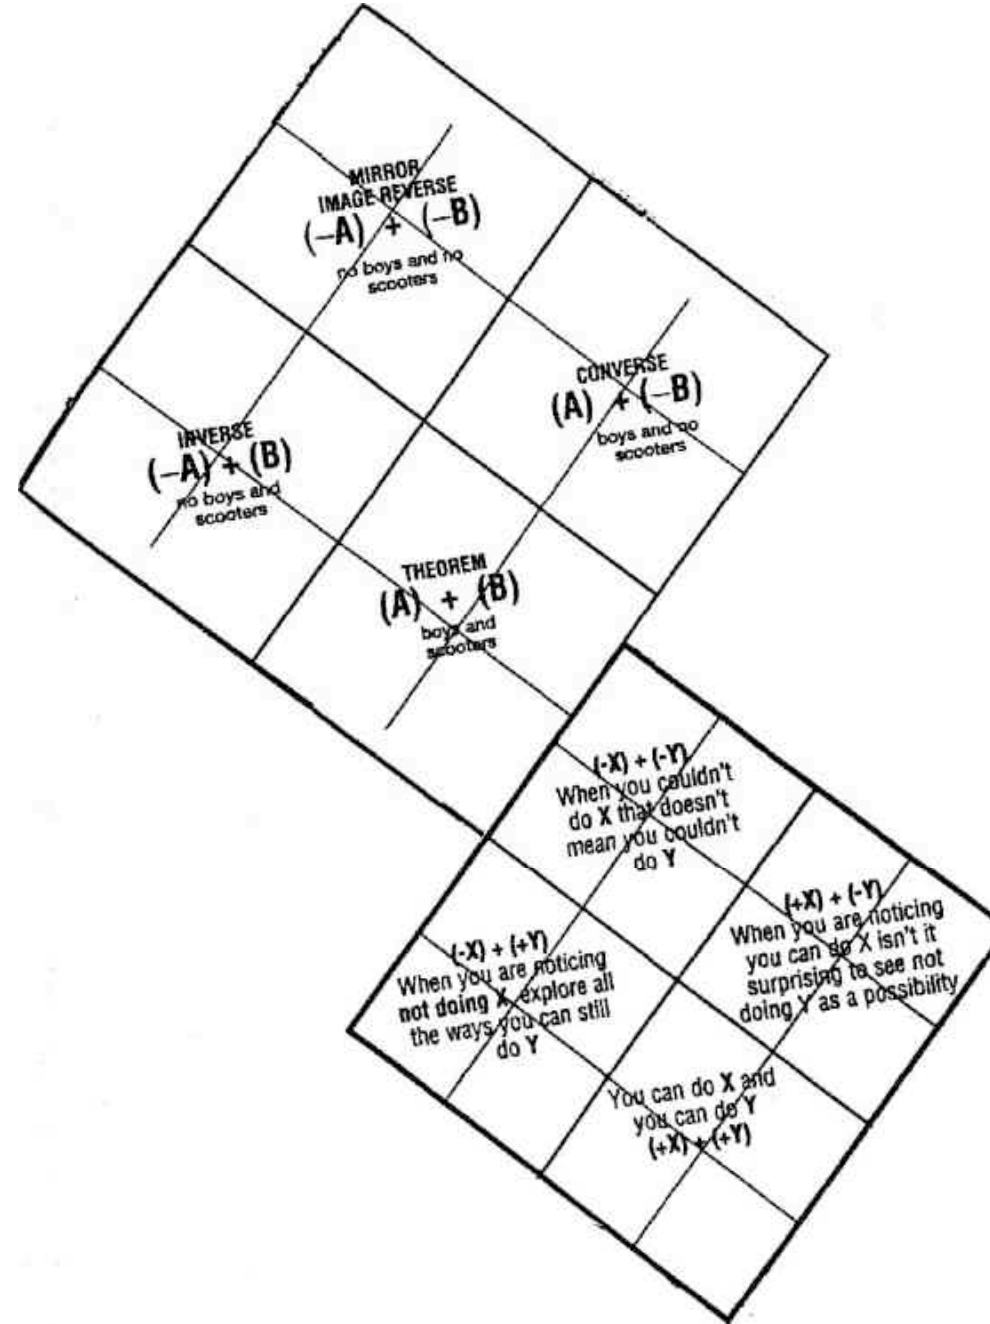 MIRROR
IMAGE REVERSE
(–A) + (–B)
no boys and no
scooters
CONVERSE
(A) + (–B)
boys and no
scooters
INVERSE
(–A) + (B)
no boys and
scooters
THEOREM
(A) + (B)
boys and
scooters
(-X) + (-Y)
When you couldn't
do X that doesn't
mean you couldn't
do Y
(+X) + (-Y)
When you are noticing
you can do X isn't it
surprising to see not
doing Y as a possibility
(-X) + (+Y)
When you are noticing
not doing X, explore all
the ways you can still
do Y
You can do X and
you can do Y
(+X) + (+Y)